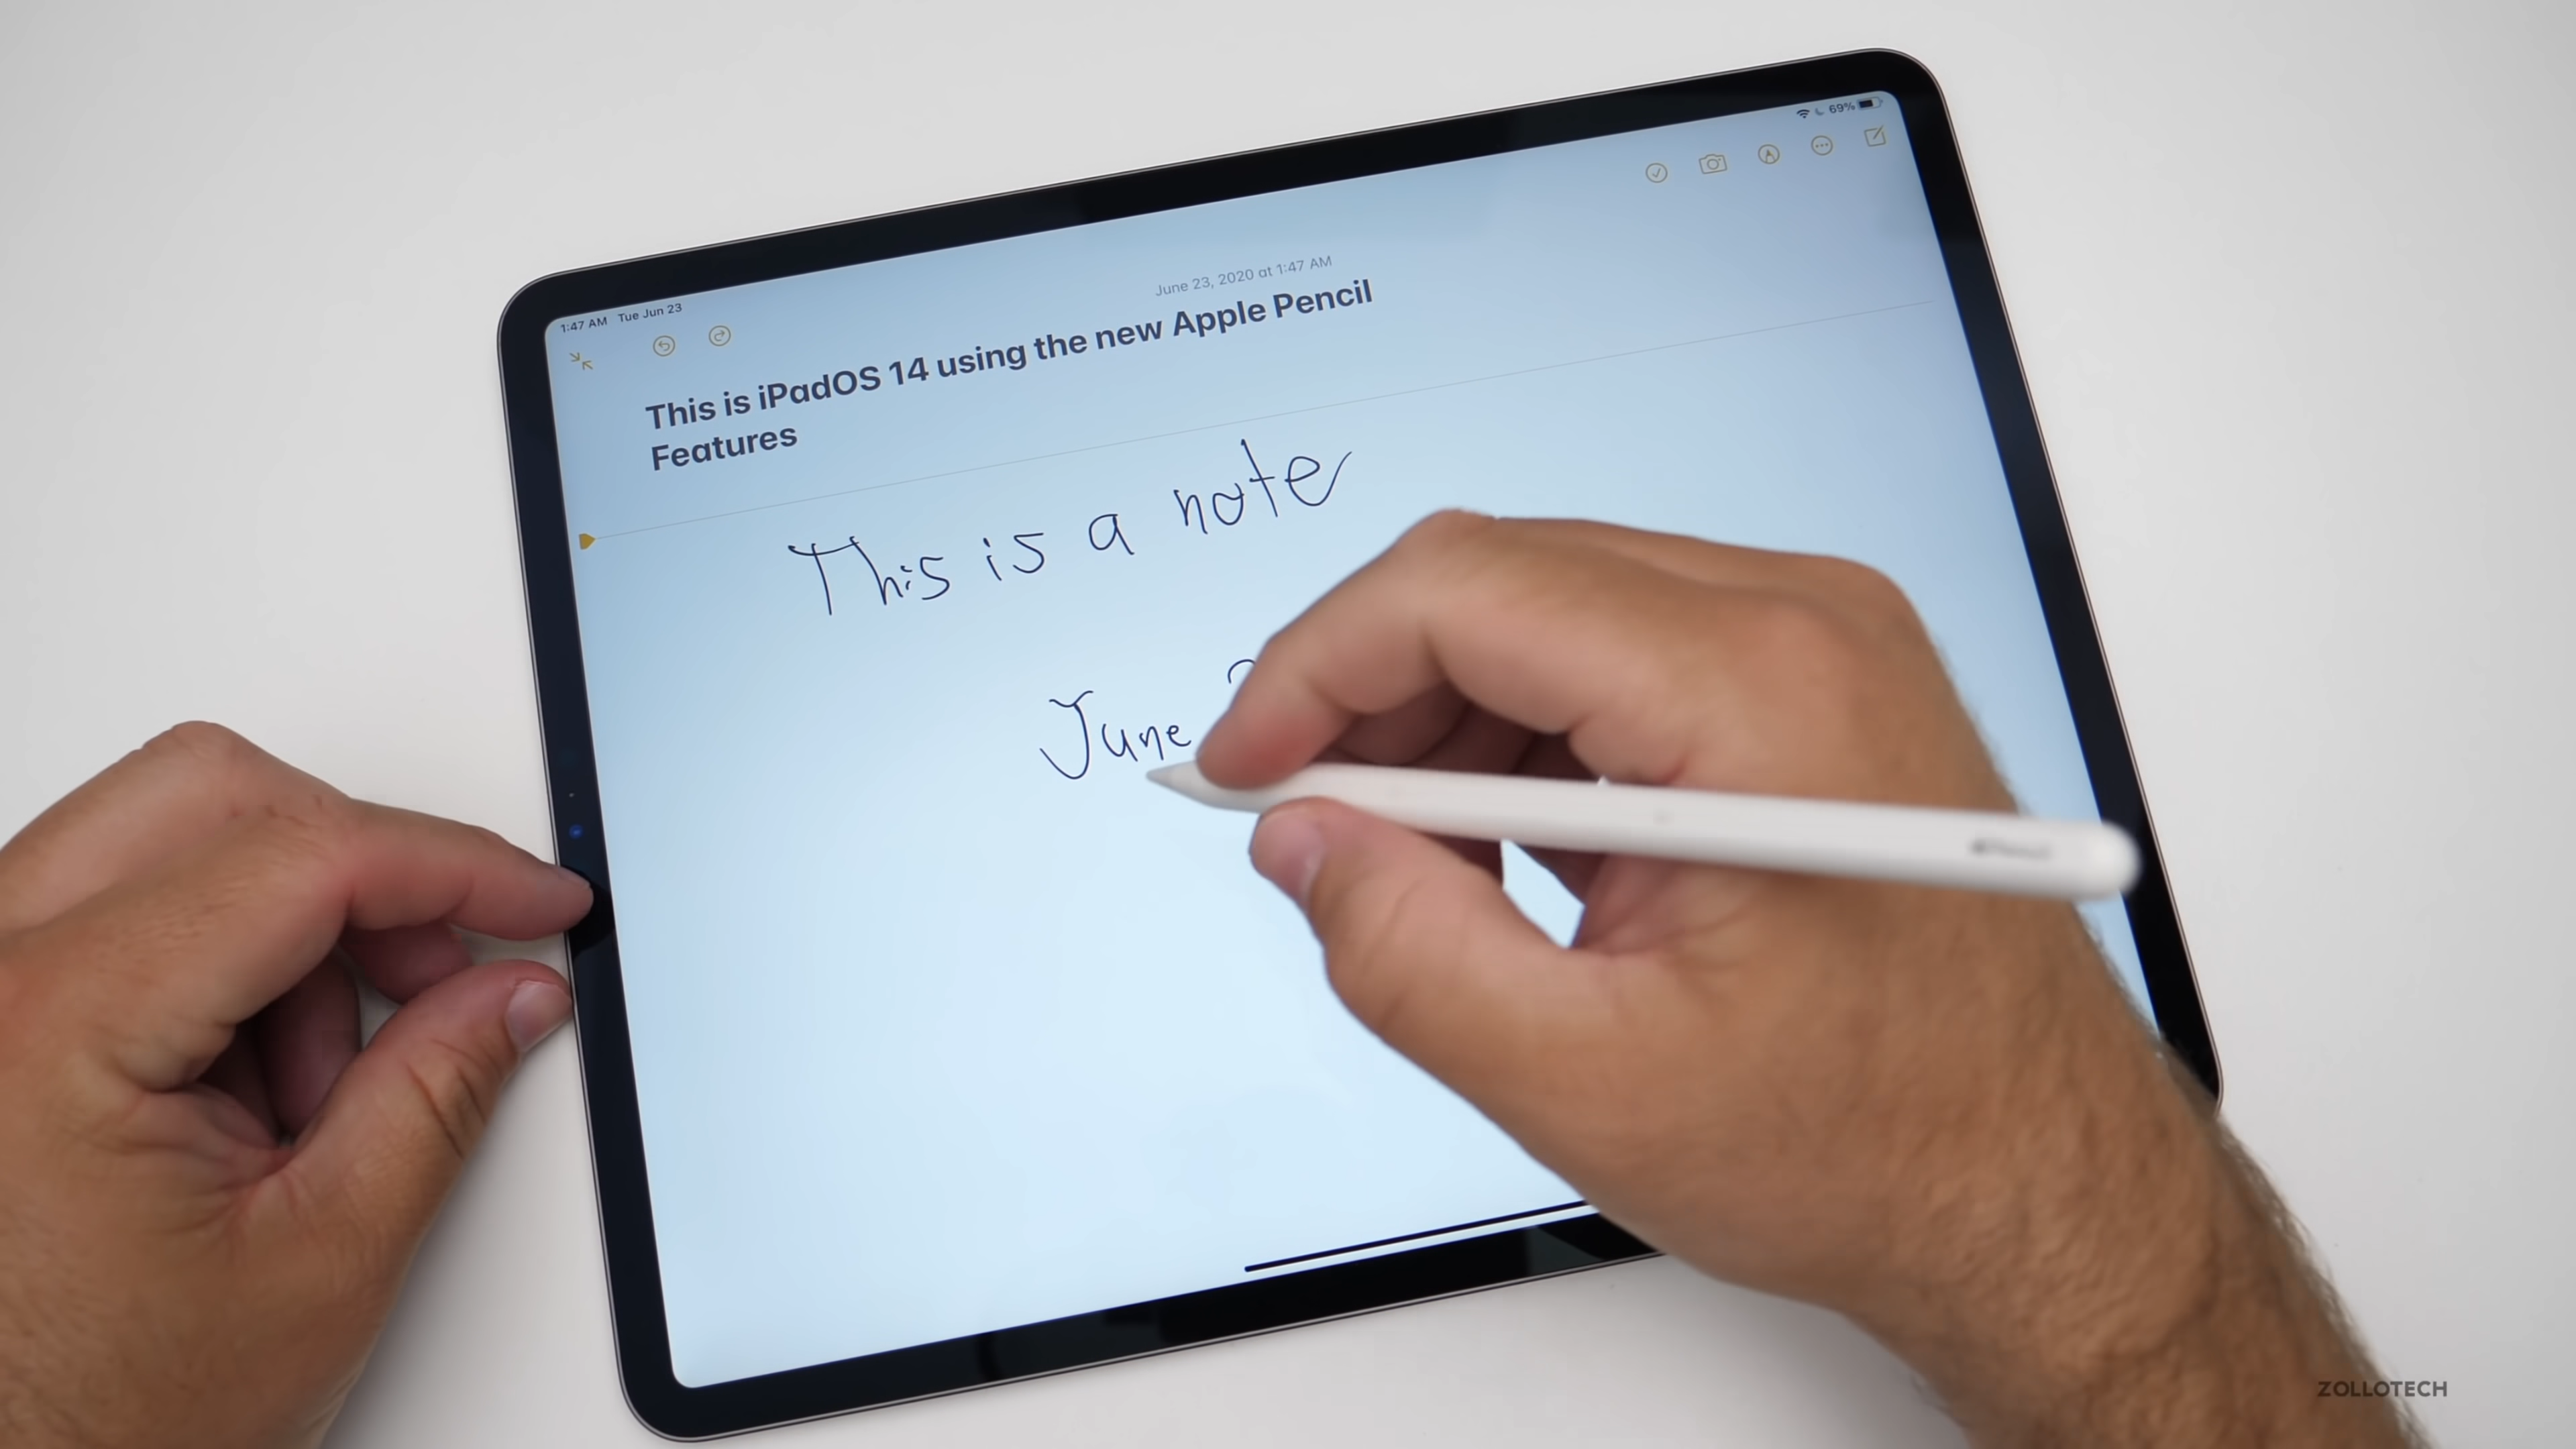 1:47 AM Tue Jun 23
69%
June 23, 2020 at 1:47 AM
This is iPadOS 14 using the new Apple Pencil
Features
This is a note
June
ZOLLOTECH